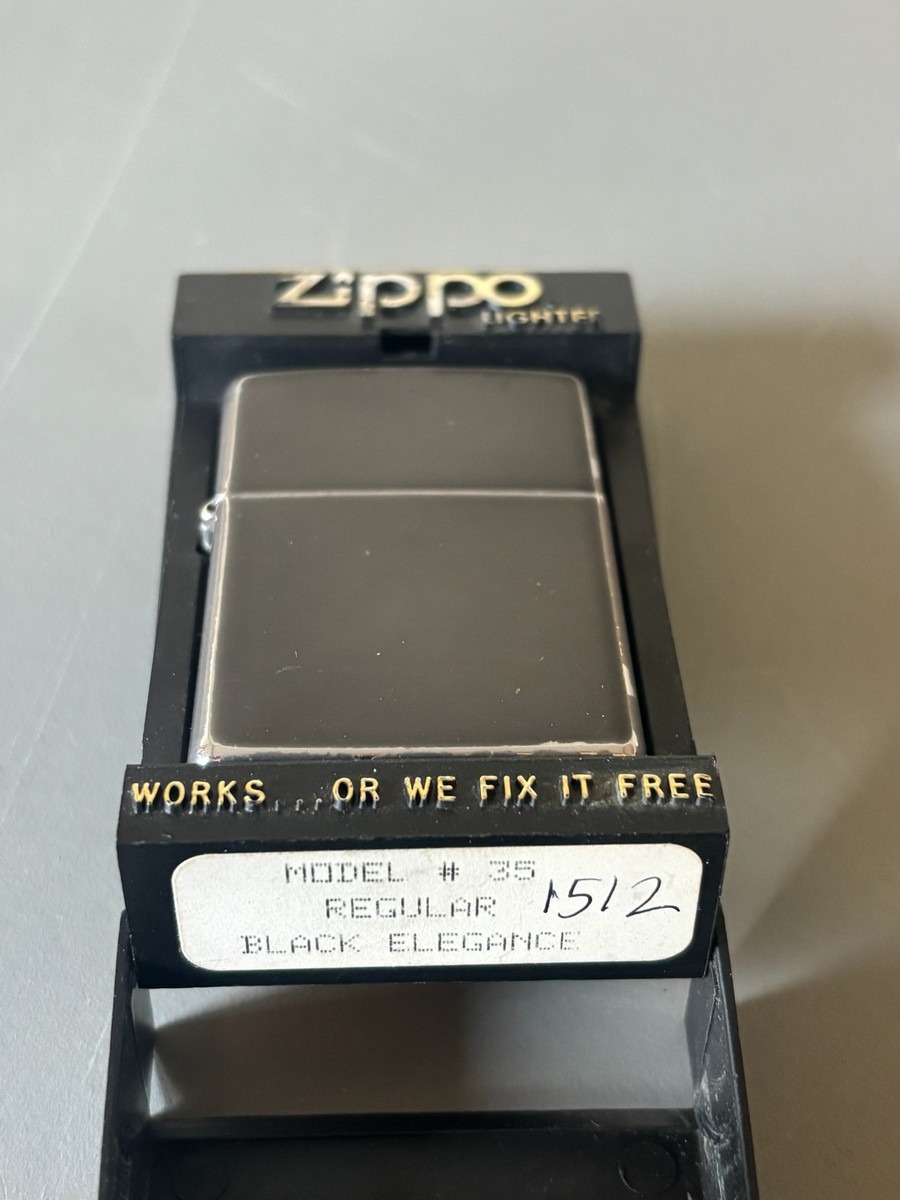 Zippo
LIGHTER
WORKS...OR WE FIX IT FREE
MODEL # 35
REGULAR 1512
BLACK ELEGANCE